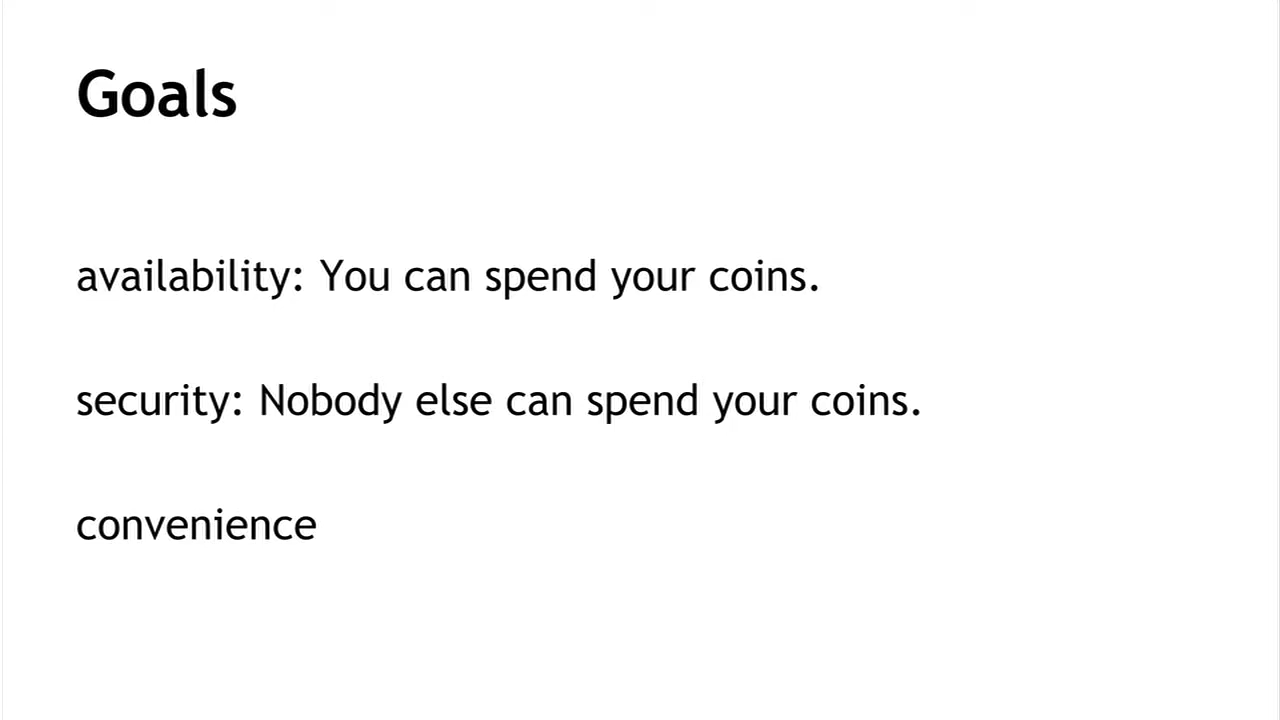 Goals
availability: You can spend your coins.
security: Nobody else can spend your coins.
convenience